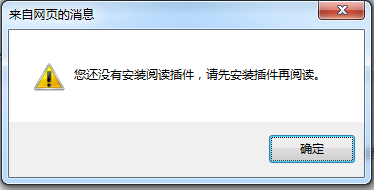 来自网页的消息
您还没有安装阅读插件，请先安装插件再阅读。
确定